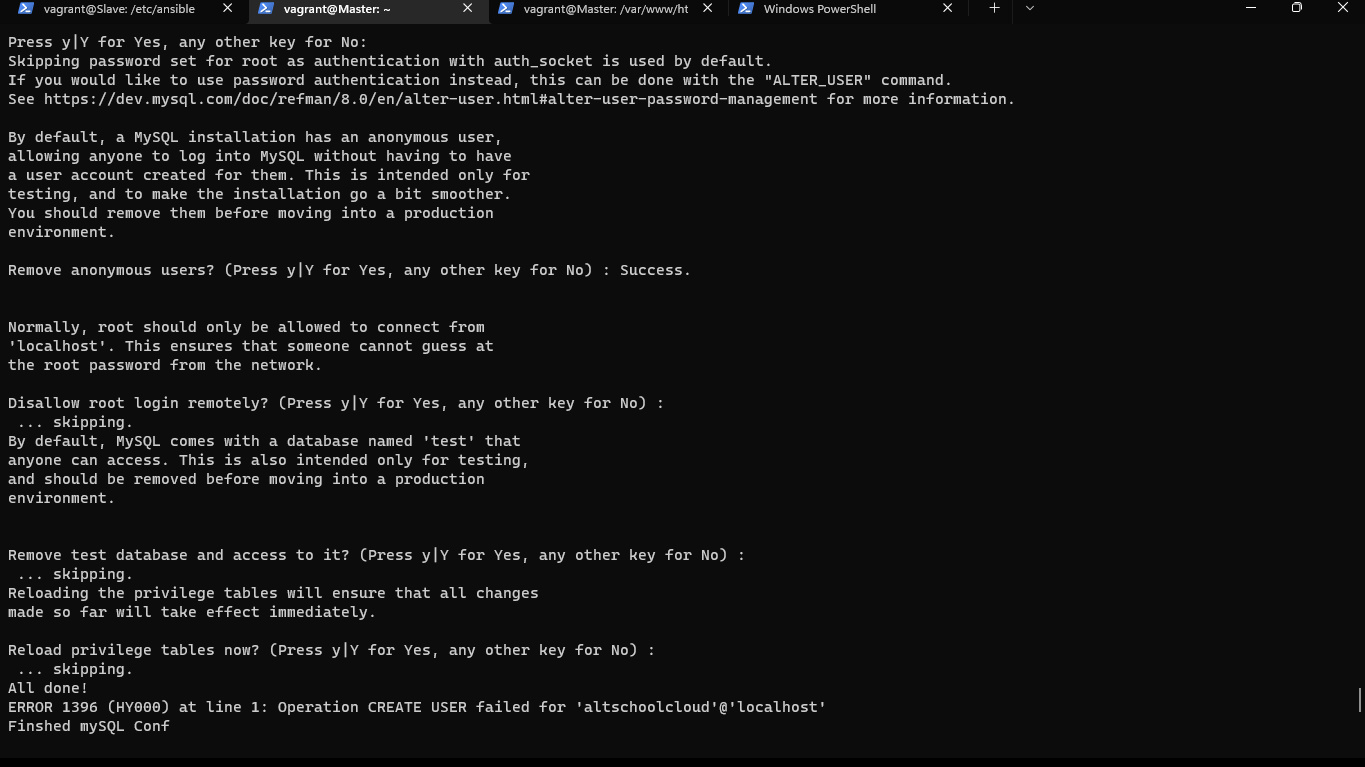 vagrant@Slave: /etc/ansible
vagrant@Master: ~
vagrant@Master: /var/www/ht
Windows PowerShell
Press y|Y for Yes, any other key for No:
Skipping password set for root as authentication with auth_socket is used by default.
If you would like to use password authentication instead, this can be done with the "ALTER_USER" command.
See https://dev.mysql.com/doc/refman/8.0/en/alter-user.html#alter-user-password-management for more information.
By default, a MySQL installation has an anonymous user,
allowing anyone to log into MySQL without having to have
a user account created for them. This is intended only for
testing, and to make the installation go a bit smoother.
You should remove them before moving into a production
environment.
Remove anonymous users? (Press y|Y for Yes, any other key for No) : Success.
Normally, root should only be allowed to connect from
'localhost'. This ensures that someone cannot guess at
the root password from the network.
Disallow root login remotely? (Press y|Y for Yes, any other key for No) :
... skipping.
By default, MySQL comes with a database named 'test' that
anyone can access. This is also intended only for testing,
and should be removed before moving into a production
environment.
Remove test database and access to it? (Press y|Y for Yes, any other key for No) :
... skipping.
Reloading the privilege tables will ensure that all changes
made so far will take effect immediately.
Reload privilege tables now? (Press y|Y for Yes, any other key for No) :
... skipping.
All done!
ERROR 1396 (HY000) at line 1: Operation CREATE USER failed for 'altschoolcloud'@'localhost'
Finshed mySQL Conf